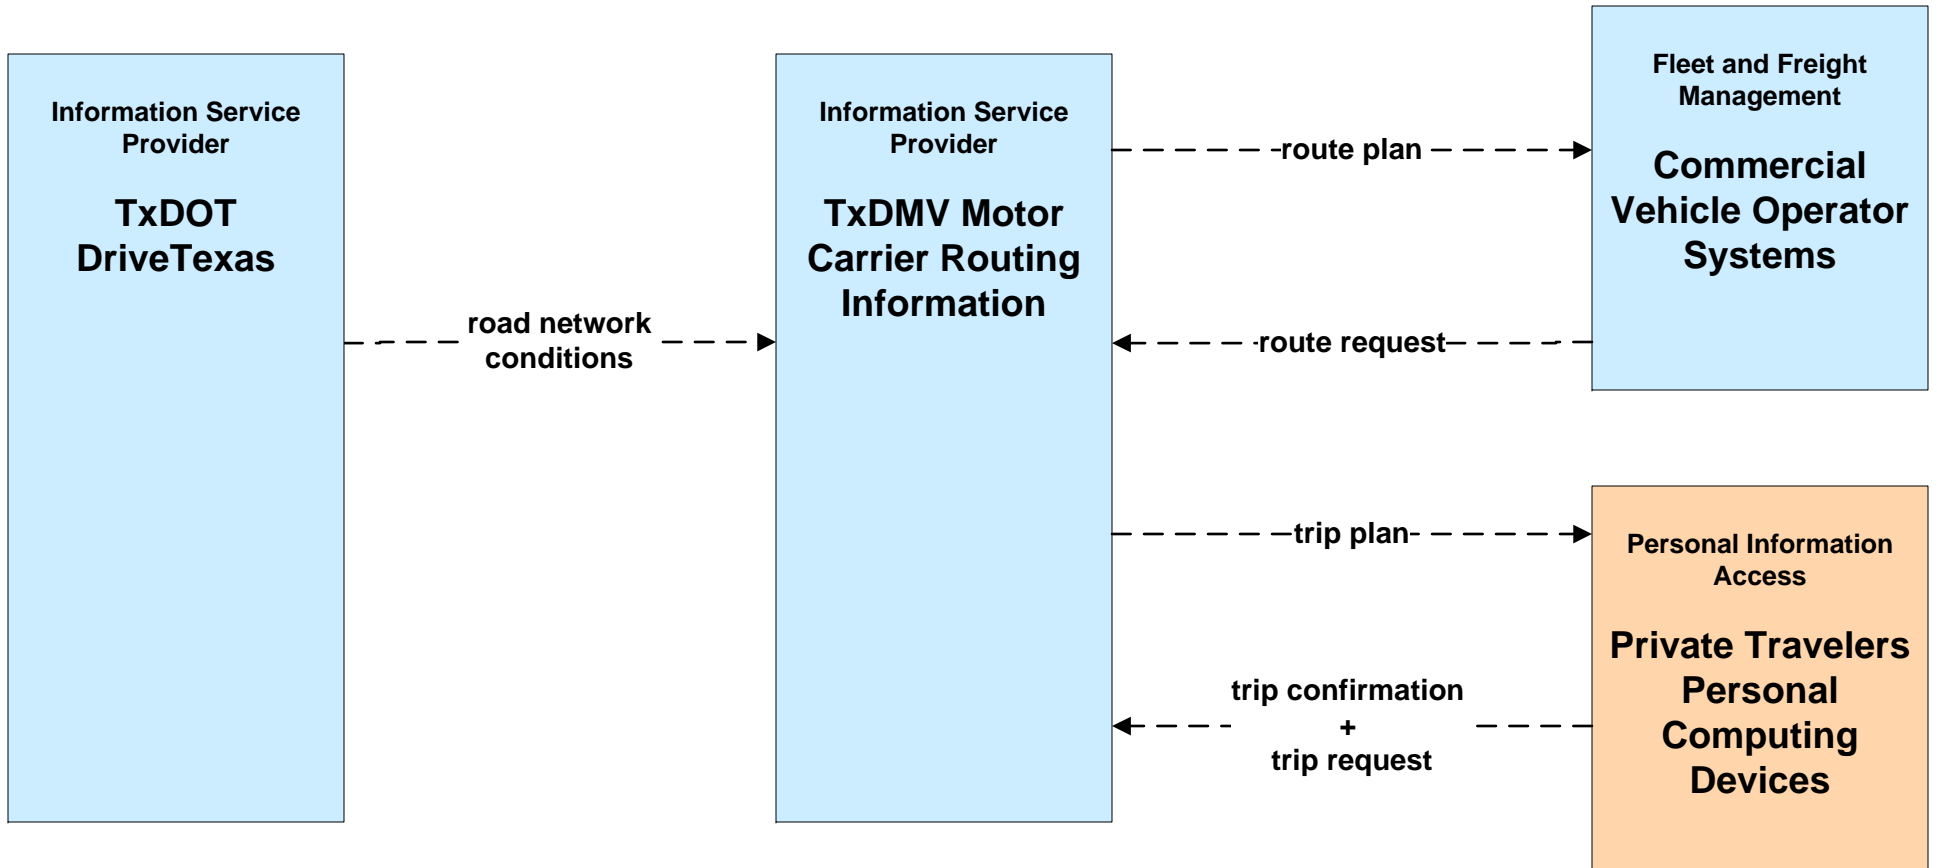 Information Service
Provider
TxDOT
DriveTexas
road network
conditions
Information Service
Provider
TxDMV Motor
Carrier Routing
Information
route plan
route request
trip plan
trip confirmation
+
trip request
Fleet and Freight
Management
Commercial
Vehicle Operator
Systems
Personal Information
Access
Private Travelers
Personal
Computing
Devices